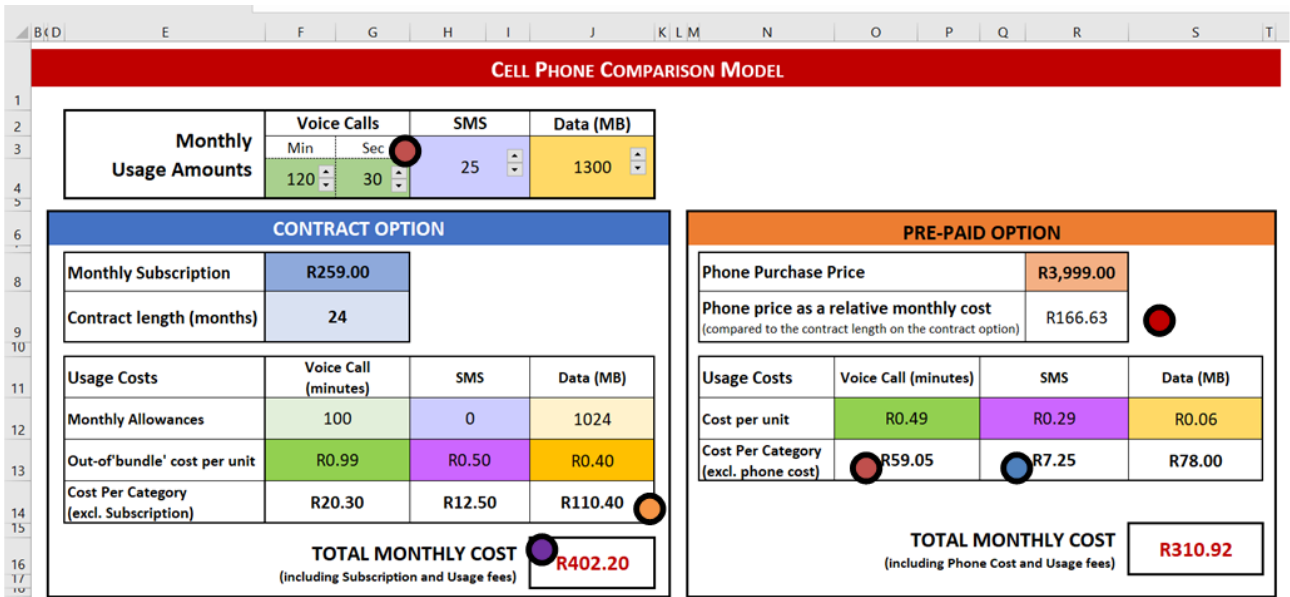 B C D E F G H I J K L M N O P Q R S T
CELL PHONE COMPARISON MODEL
1
2 Voice Calls SMS Data (MB)
3 Monthly Min Sec
Usage Amounts 120 30 25 1300
4
5
6 CONTRACT OPTION PRE-PAID OPTION
8 Monthly Subscription R259.00 Phone Purchase Price R3,999.00
9 Contract length (months) 24 Phone price as a relative monthly cost R166.63
(compared to the contract length on the contract option)
10
11 Usage Costs Voice Call (minutes) SMS Data (MB) Usage Costs Voice Call (minutes) SMS Data (MB)
12 Monthly Allowances 100 0 1024 Cost per unit R0.49 R0.29 R0.06
13 Out-of'bundle' cost per unit R0.99 R0.50 R0.40 Cost Per Category (excl. phone cost) R59.05 R7.25 R78.00
14 Cost Per Category (excl. Subscription) R20.30 R12.50 R110.40
15
16 TOTAL MONTHLY COST R402.20 TOTAL MONTHLY COST R310.92
(including Subscription and Usage fees) (including Phone Cost and Usage fees)
17